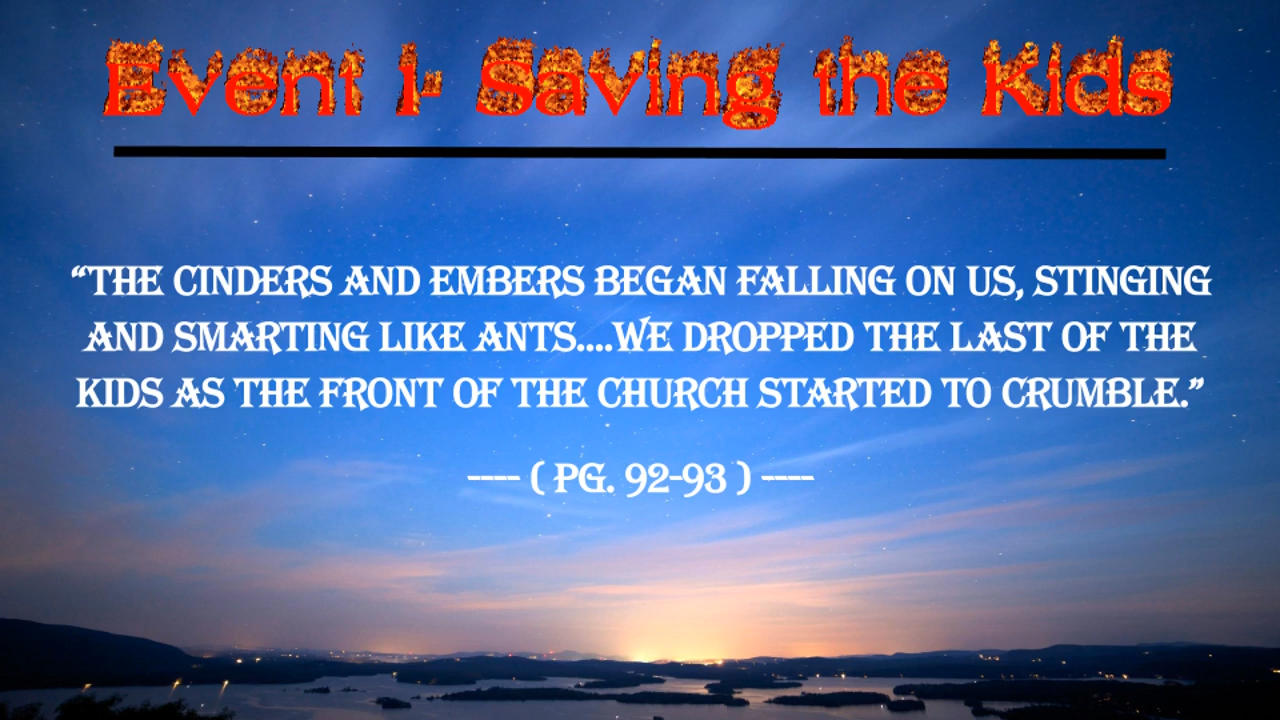 Event 1- Saving the Kids
“THE CINDERS AND EMBERS BEGAN FALLING ON US, STINGING
AND SMARTING LIKE ANTS....WE DROPPED THE LAST OF THE
KIDS AS THE FRONT OF THE CHURCH STARTED TO CRUMBLE.”
---- ( PG. 92-93 ) ----